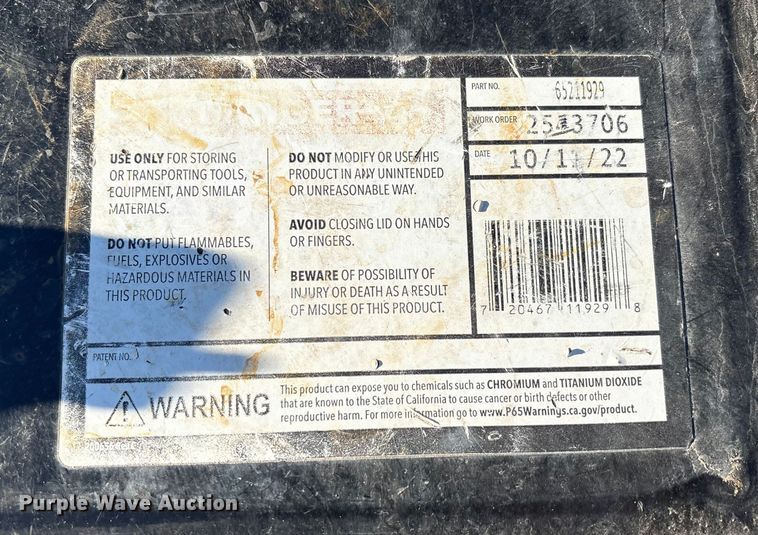 USE ONLY FOR STORING
OR TRANSPORTING TOOLS,
EQUIPMENT, AND SIMILAR
MATERIALS.
DO NOT PUT FLAMMABLES,
FUELS, EXPLOSIVES OR
HAZARDOUS MATERIALS IN
THIS PRODUCT.
DO NOT MODIFY OR USE THIS
PRODUCT IN ANY UNINTENDED
OR UNREASONABLE WAY.
AVOID CLOSING LID ON HANDS
OR FINGERS.
BEWARE OF POSSIBILITY OF
INJURY OR DEATH AS A RESULT
OF MISUSE OF THIS PRODUCT.
PART NO. 65211929
WORK ORDER 2543706
DATE 10/11/22
7 20467 11929 8
PATENT NO.
WARNING
This product can expose you to chemicals such as CHROMIUM and TITANIUM DIOXIDE
that are known to the State of California to cause cancer or birth defects or other
reproductive harm. For more information go to www.P65Warnings.ca.gov/product.
Purple Wave Auction